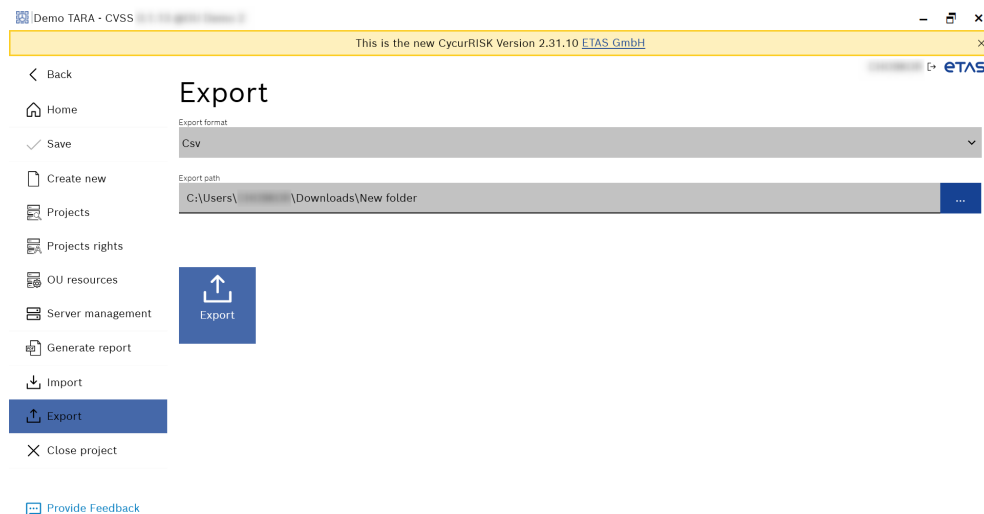 Demo TARA - CVSS
This is the new CycurRISK Version 2.31.10 ETAS GmbH
ETAS
Back
Home
Save
Create new
Projects
Projects rights
OU resources
Server management
Generate report
Import
Export
Close project
Provide Feedback
Export
Export format
Csv
Export path
C:\Users\ \Downloads\New folder
...
Export